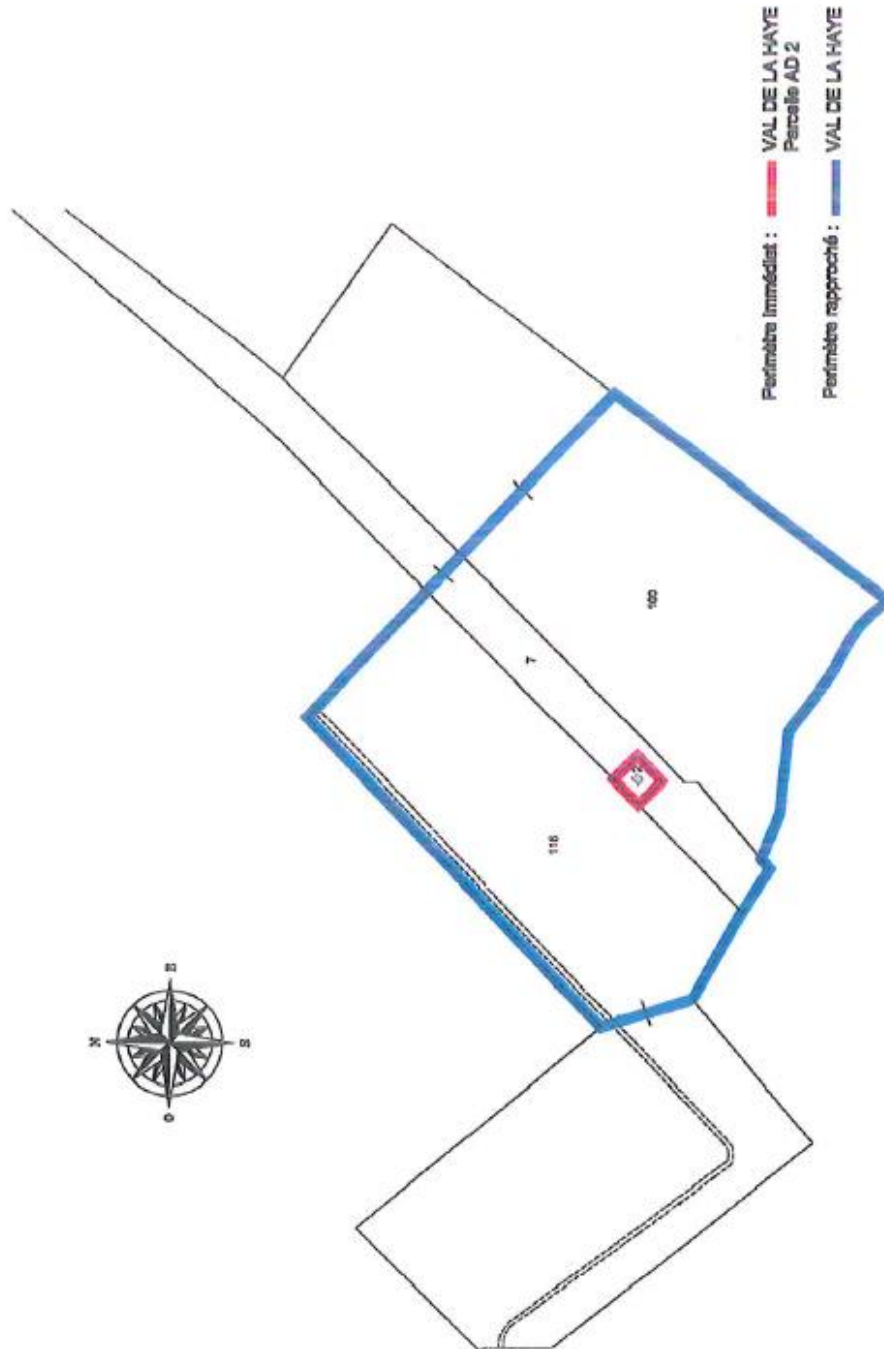 N
O
E
S
116
7
100
Périmètre immédiat : VAL DE LA HAYE
Parcelle AD 2
Périmètre rapproché : VAL DE LA HAYE